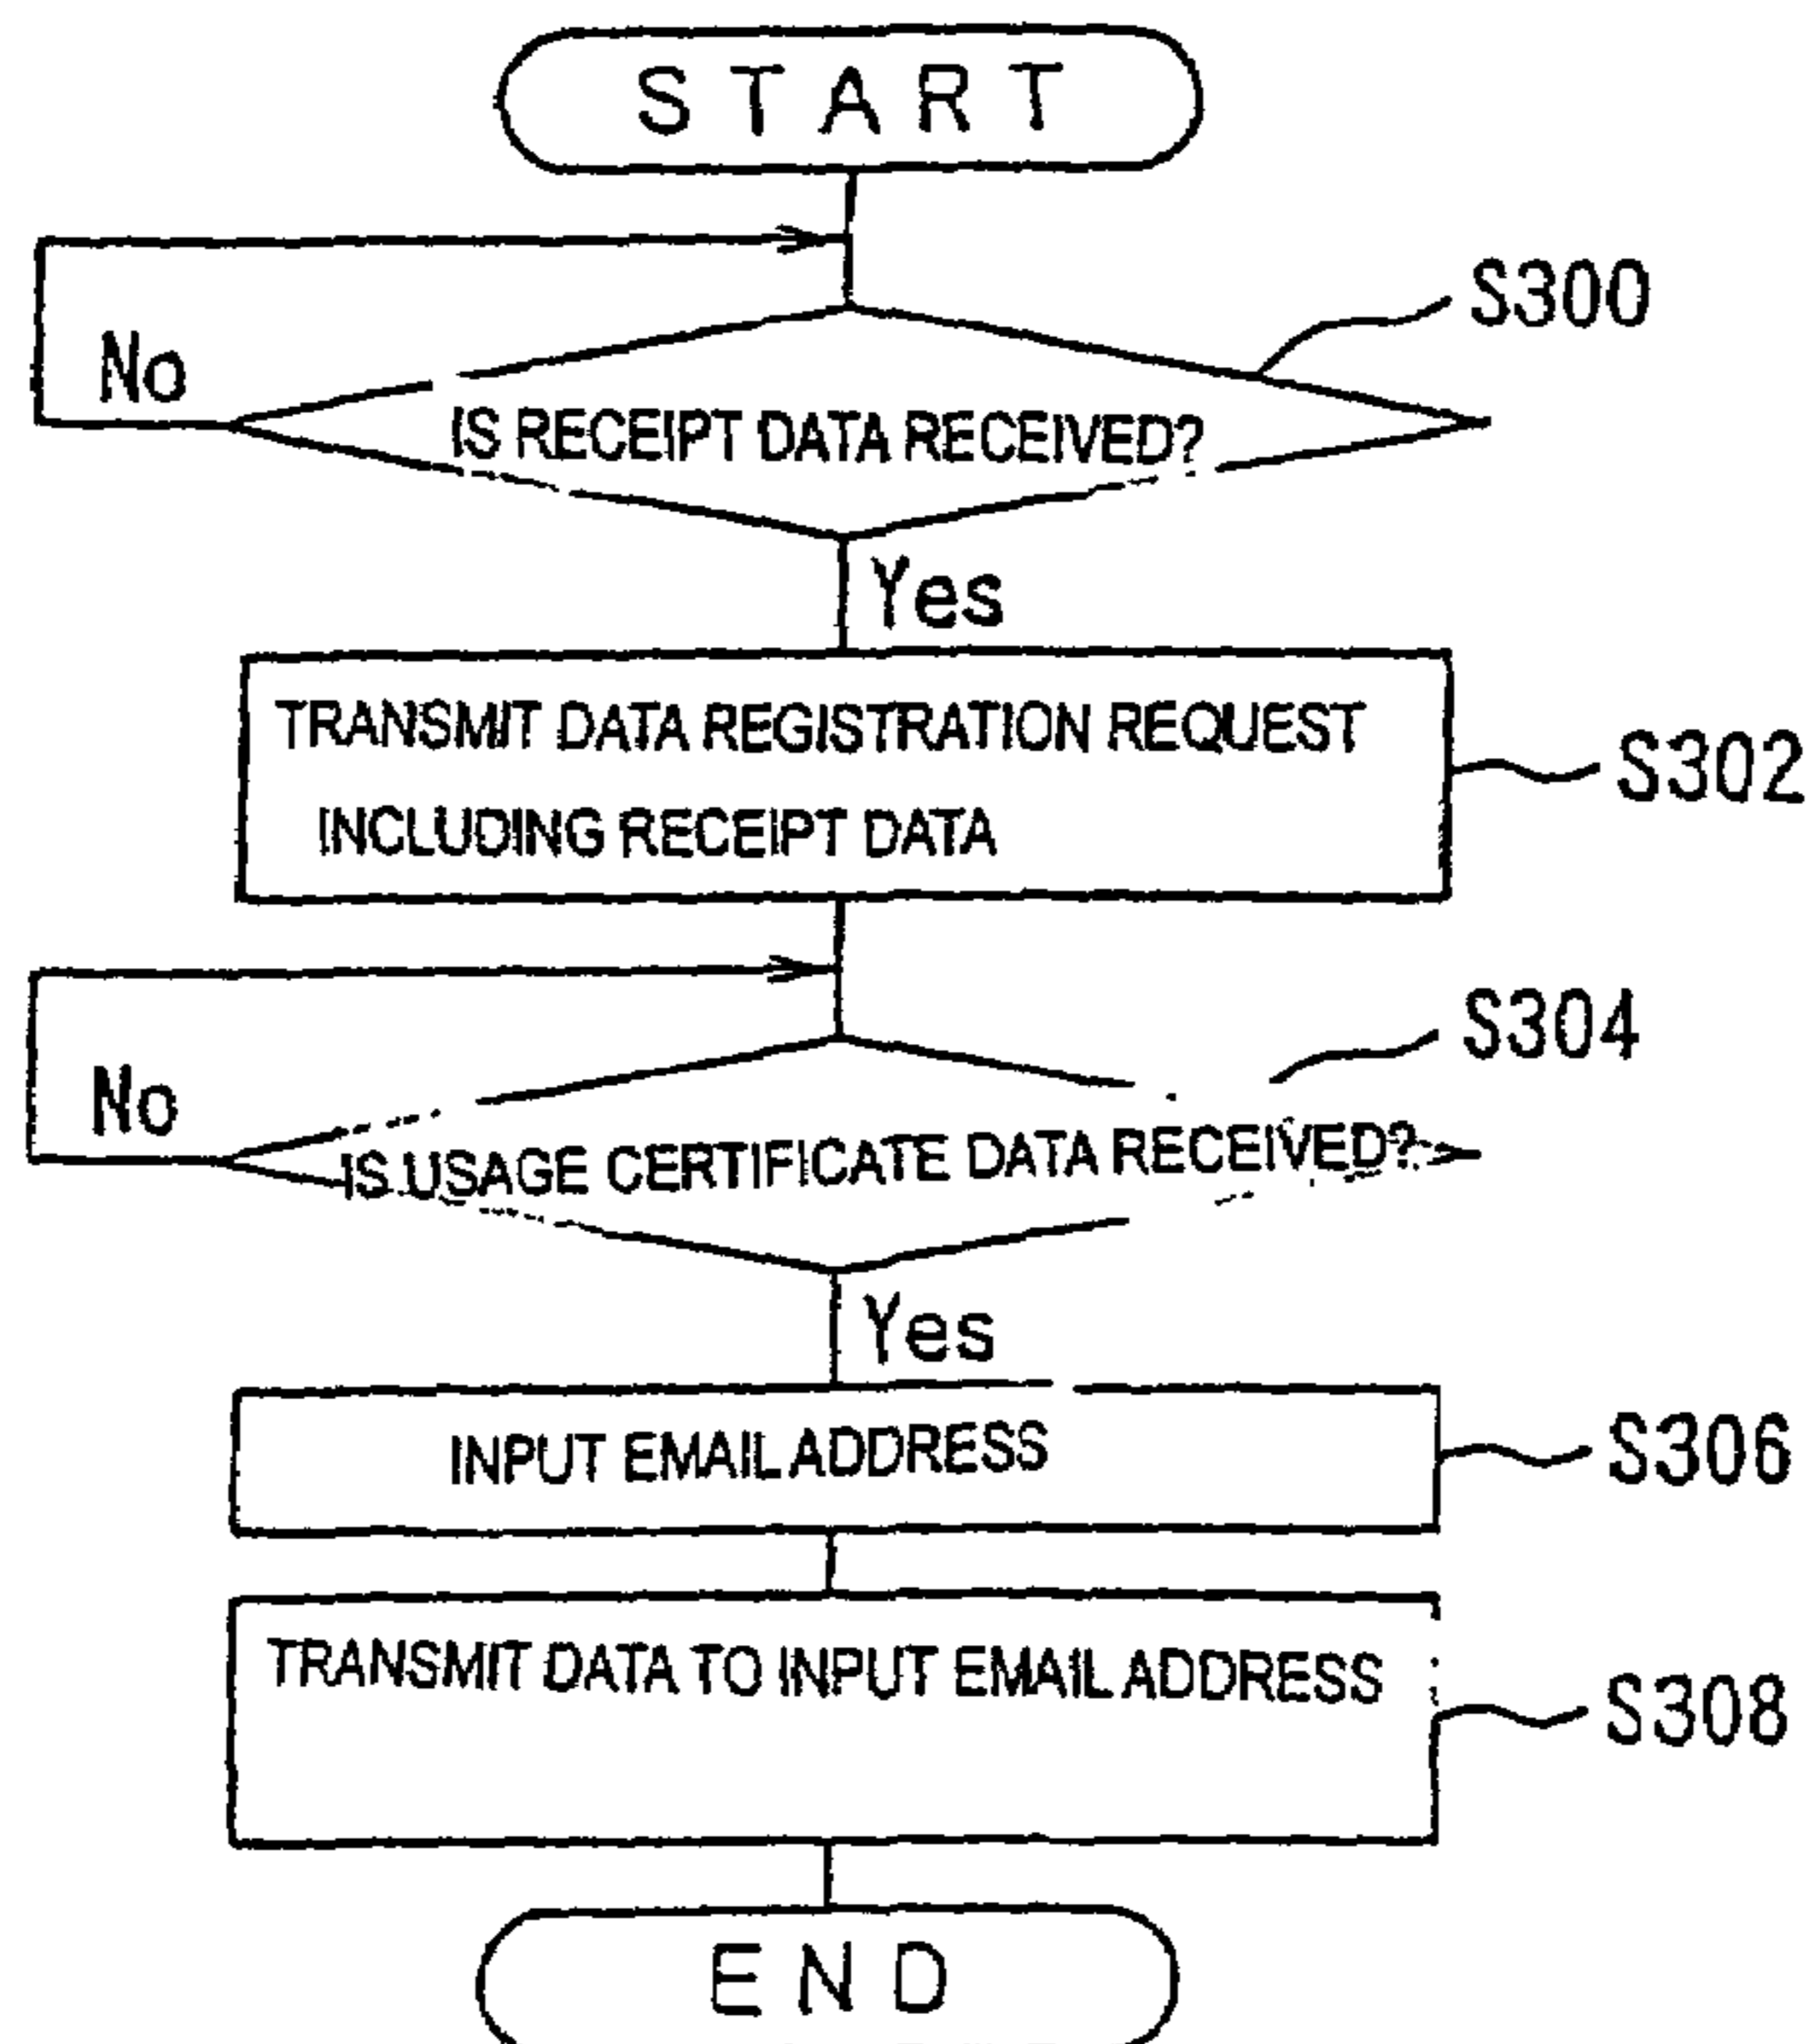 START
S300
No
IS RECEIPT DATA RECEIVED?
Yes
TRANSMIT DATA REGISTRATION REQUEST
INCLUDING RECEIPT DATA
S302
S304
No
IS USAGE CERTIFICATE DATA RECEIVED?
Yes
INPUT EMAIL ADDRESS
S306
TRANSMIT DATA TO INPUT EMAIL ADDRESS
S308
END